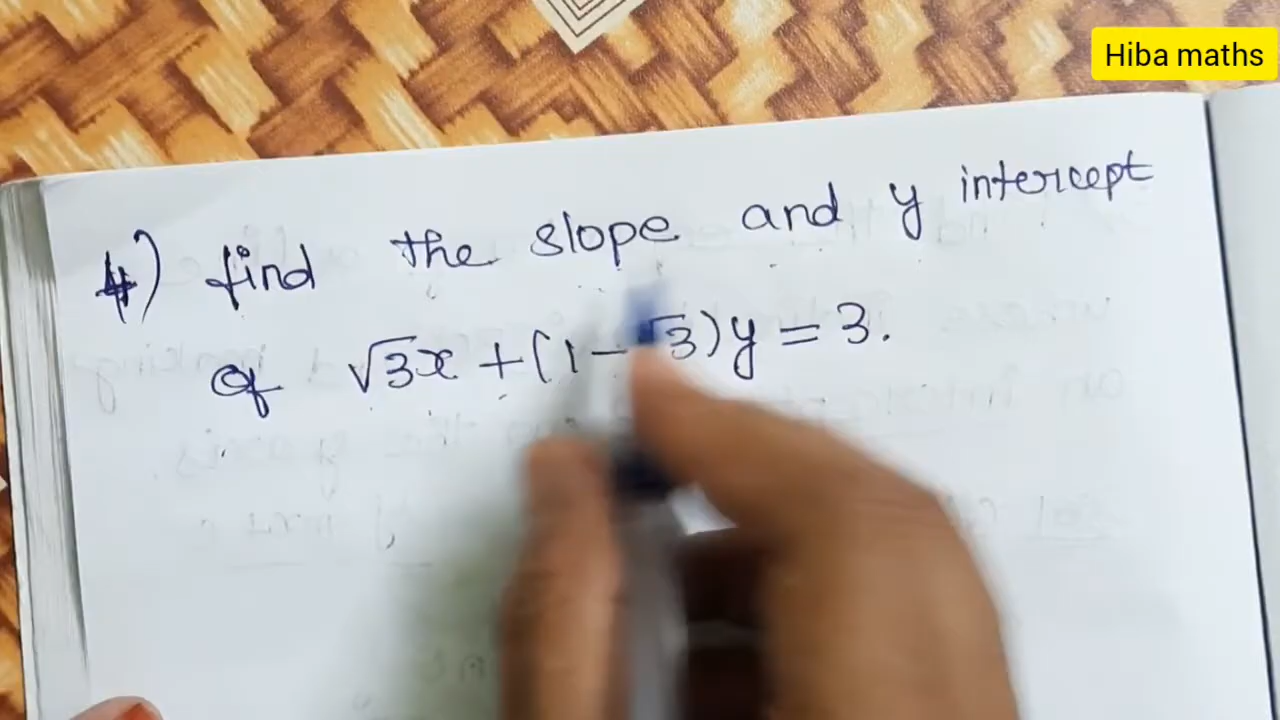 Hiba maths
4) find the slope and y intercept
of √3x + (1-√3)y = 3.